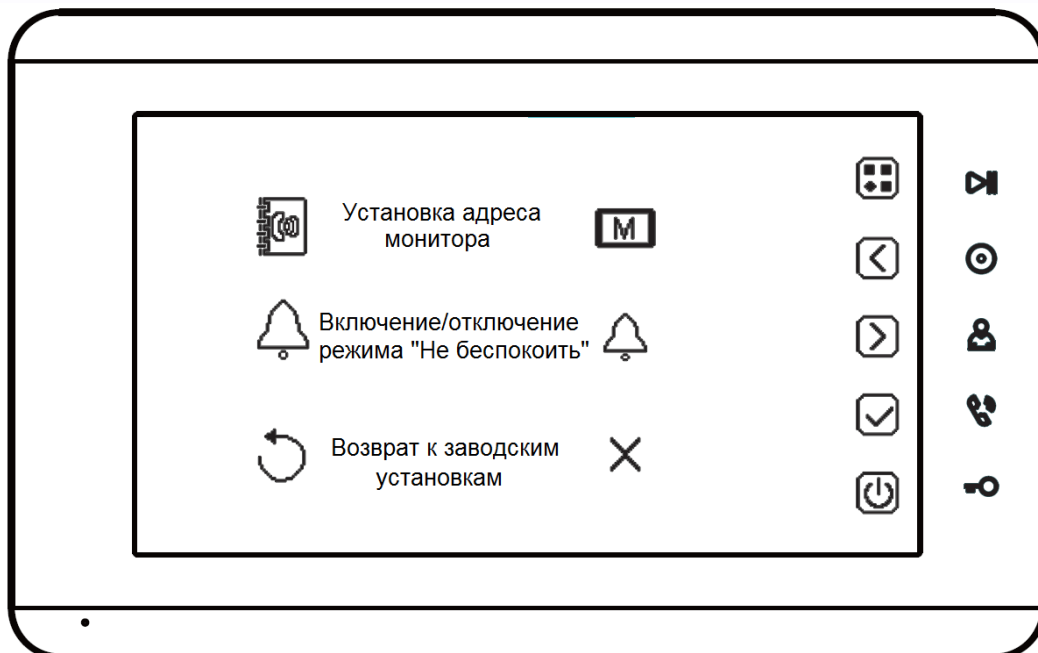 Установка адреса
монитора
M
Включение/отключение
режима "Не беспокоить"
Возврат к заводским
установкам